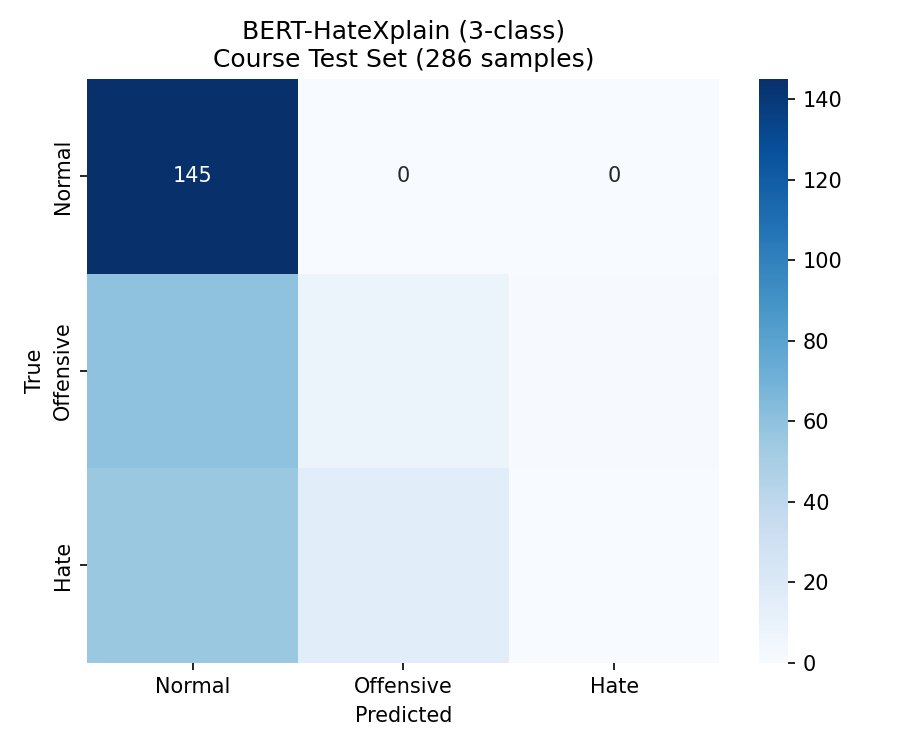 BERT-HateXplain (3-class)
Course Test Set (286 samples)
Normal
145
0
0
Offensive
True
Hate
Normal
Offensive
Hate
Predicted
140
120
100
80
60
40
20
0